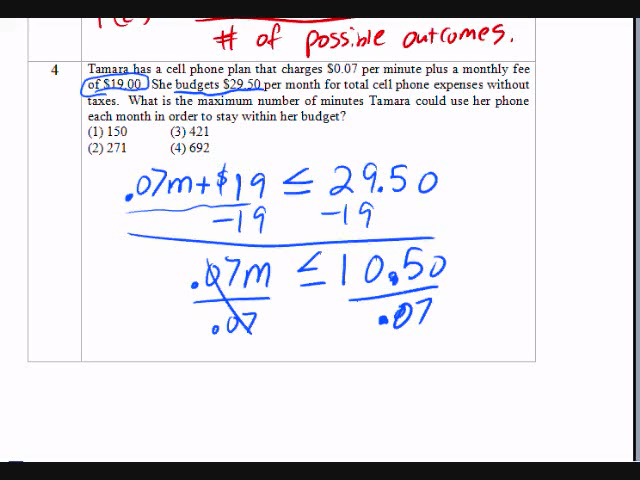 # of possible outcomes.
4
Tamara has a cell phone plan that charges $0.07 per minute plus a monthly fee
of $19.00. She budgets $29.50 per month for total cell phone expenses without
taxes. What is the maximum number of minutes Tamara could use her phone
each month in order to stay within her budget?
(1) 150 (3) 421
(2) 271 (4) 692
.07m + $19 ≤ 29.50
-19 -19
.07m ≤ 10.50
.07 .07